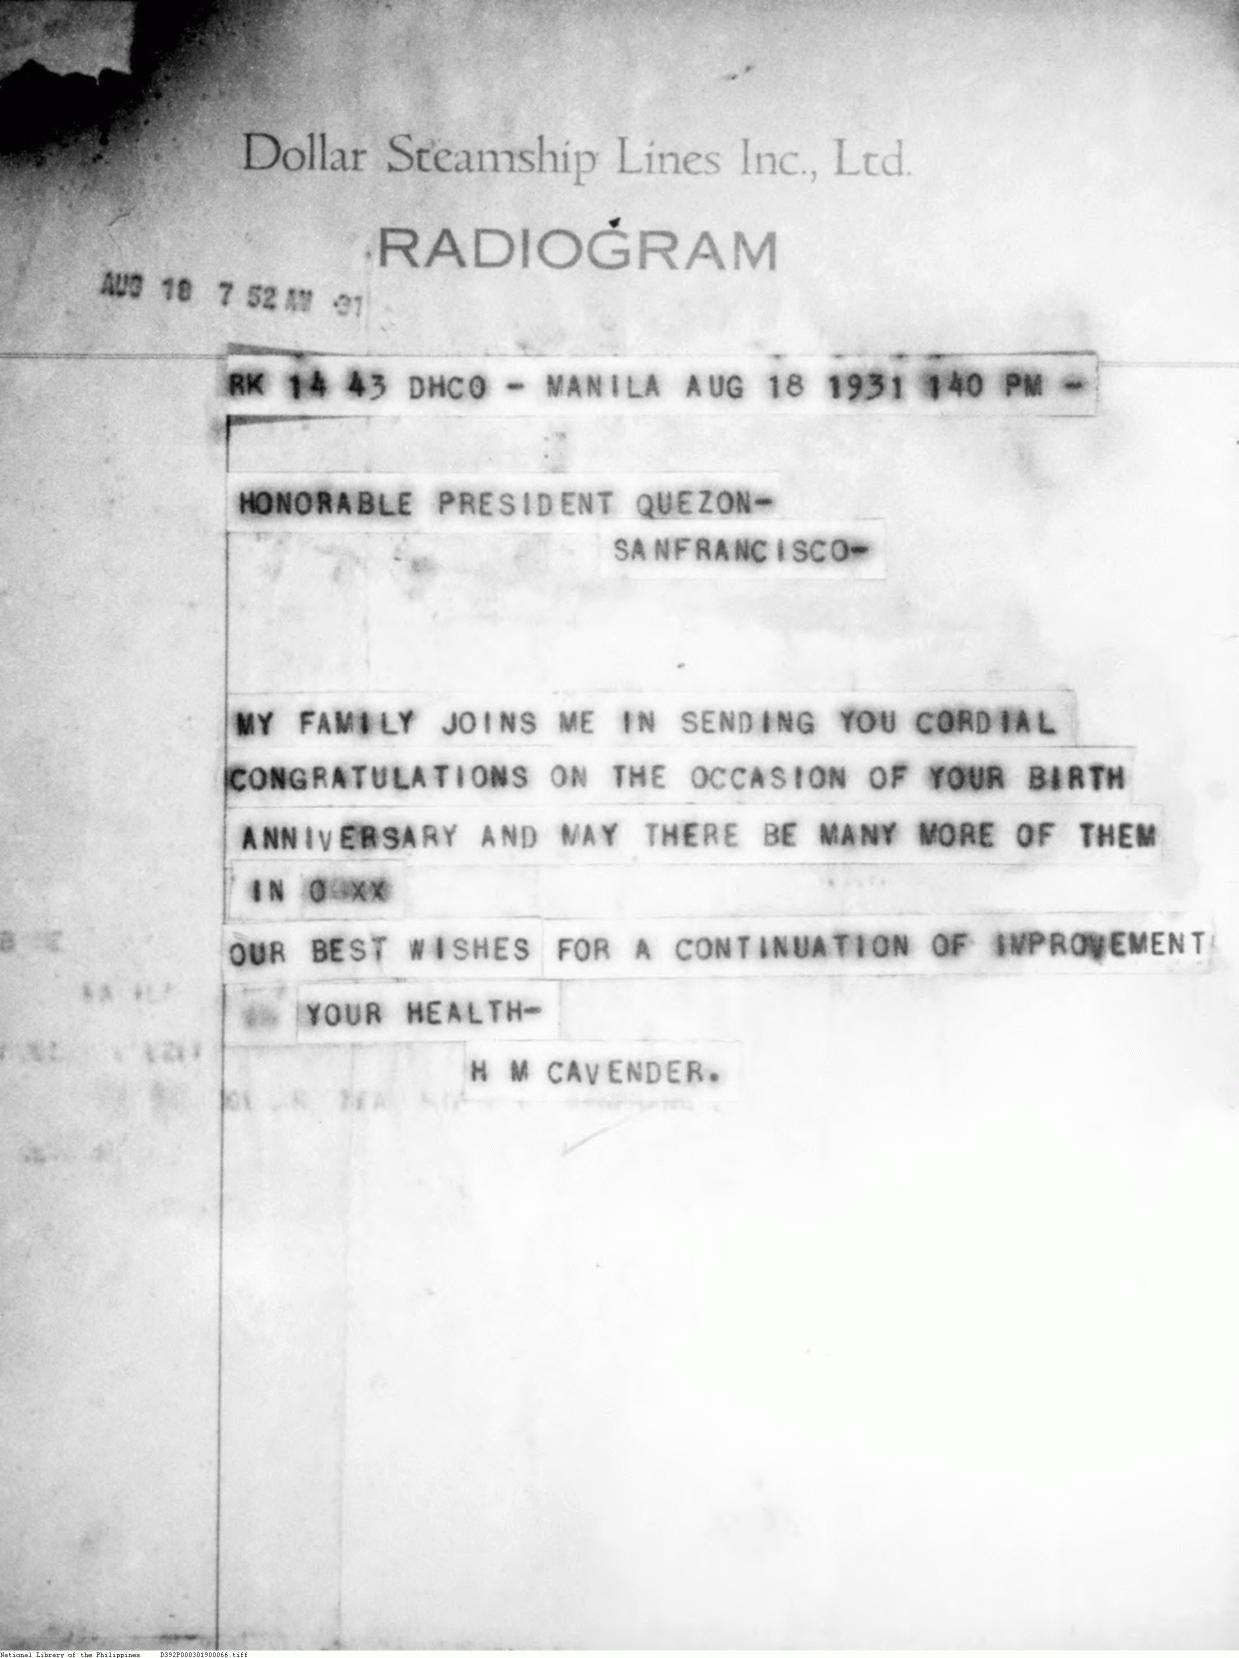 Dollar Steamship Lines Inc., Ltd.
RADIOGRAM
AUG 18 7 52 AM '31
RK 14 43 DHCO - MANILA AUG 18 1931 140 PM -
HONORABLE PRESIDENT QUEZON-
SANFRANCISCO-
MY FAMILY JOINS ME IN SENDING YOU CORDIAL
CONGRATULATIONS ON THE OCCASION OF YOUR BIRTH
ANNIVERSARY AND MAY THERE BE MANY MORE OF THEM
IN O XX
OUR BEST WISHES FOR A CONTINUATION OF IMPROVEMENT
YOUR HEALTH-
H M CAVENDER.
National Library of the Philippines D392P000301900066.tiff